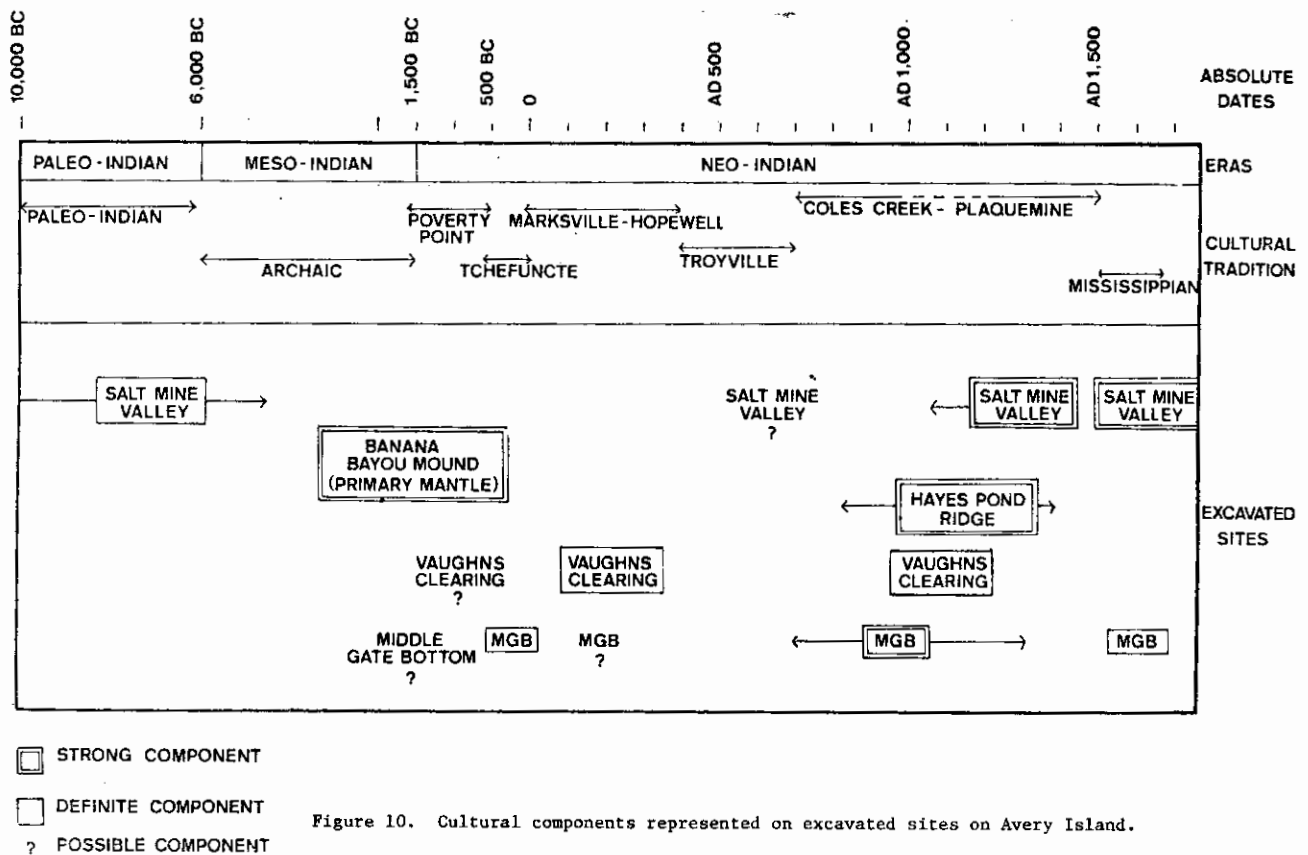 10,000 BC
6,000 BC
1,500 BC
500 BC
0
AD 500
AD 1,000
AD 1,500
ABSOLUTE
DATES
PALEO - INDIAN
MESO - INDIAN
NEO - INDIAN
ERAS
PALEO - INDIAN
ARCHAIC
POVERTY
POINT
TCHEFUNCTE
MARKSVILLE - HOPEWELL
TROYVILLE
COLES CREEK - PLAQUEMINE
MISSISSIPPIAN
CULTURAL
TRADITION
SALT MINE
VALLEY
SALT MINE
VALLEY
?
SALT MINE
VALLEY
SALT MINE
VALLEY
BANANA
BAYOU MOUND
(PRIMARY MANTLE)
HAYES POND
RIDGE
EXCAVATED
SITES
VAUGHNS
CLEARING
?
VAUGHNS
CLEARING
VAUGHNS
CLEARING
MIDDLE
GATE BOTTOM
?
MGB
MGB
?
MGB
MGB
STRONG COMPONENT
DEFINITE COMPONENT
? POSSIBLE COMPONENT
Figure 10. Cultural components represented on excavated sites on Avery Island.